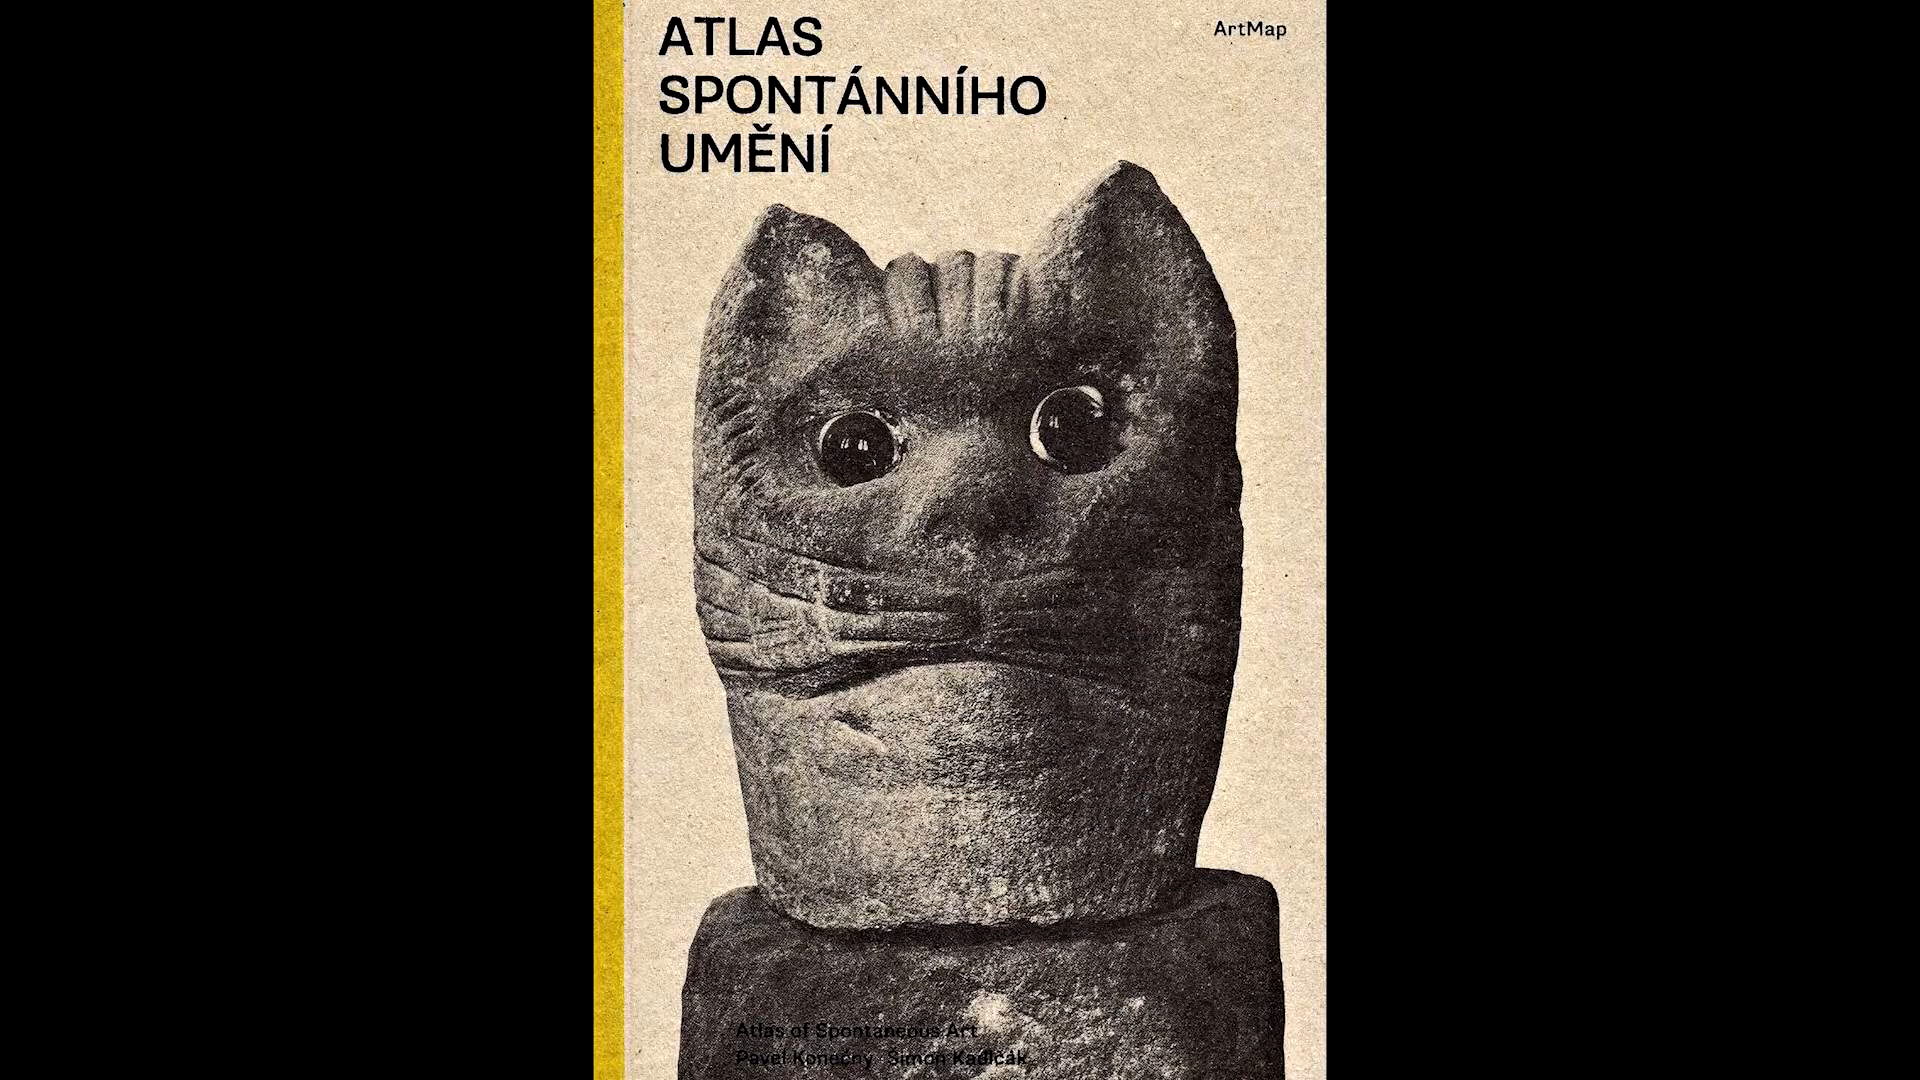 ATLAS
SPONTÁNNÍHO
UMĚNÍ
ArtMap
Atlas of Spontaneous Art
Pavel Konečný Šimon Kadlčák